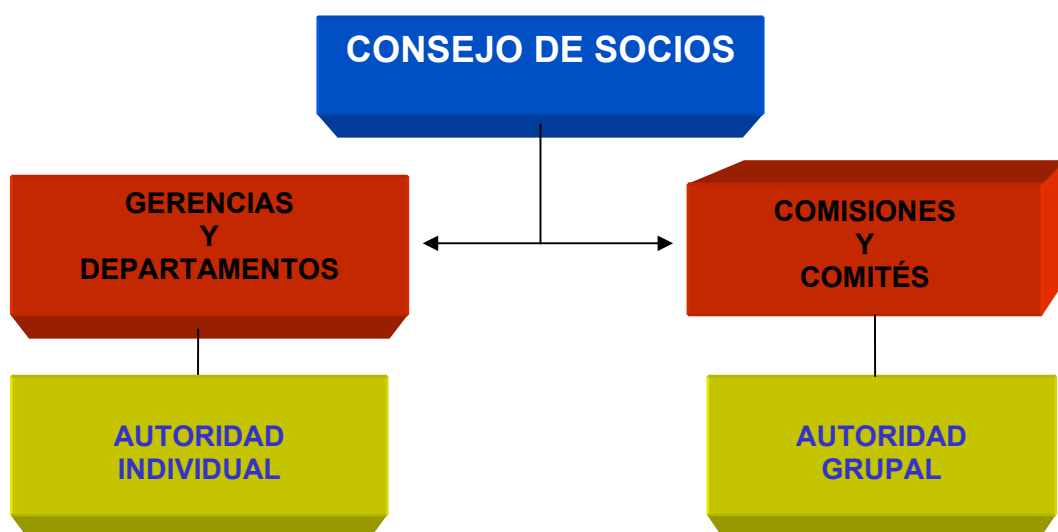 CONSEJO DE SOCIOS
GERENCIAS
Y
DEPARTAMENTOS
COMISIONES
Y
COMITÉS
AUTORIDAD
INDIVIDUAL
AUTORIDAD
GRUPAL